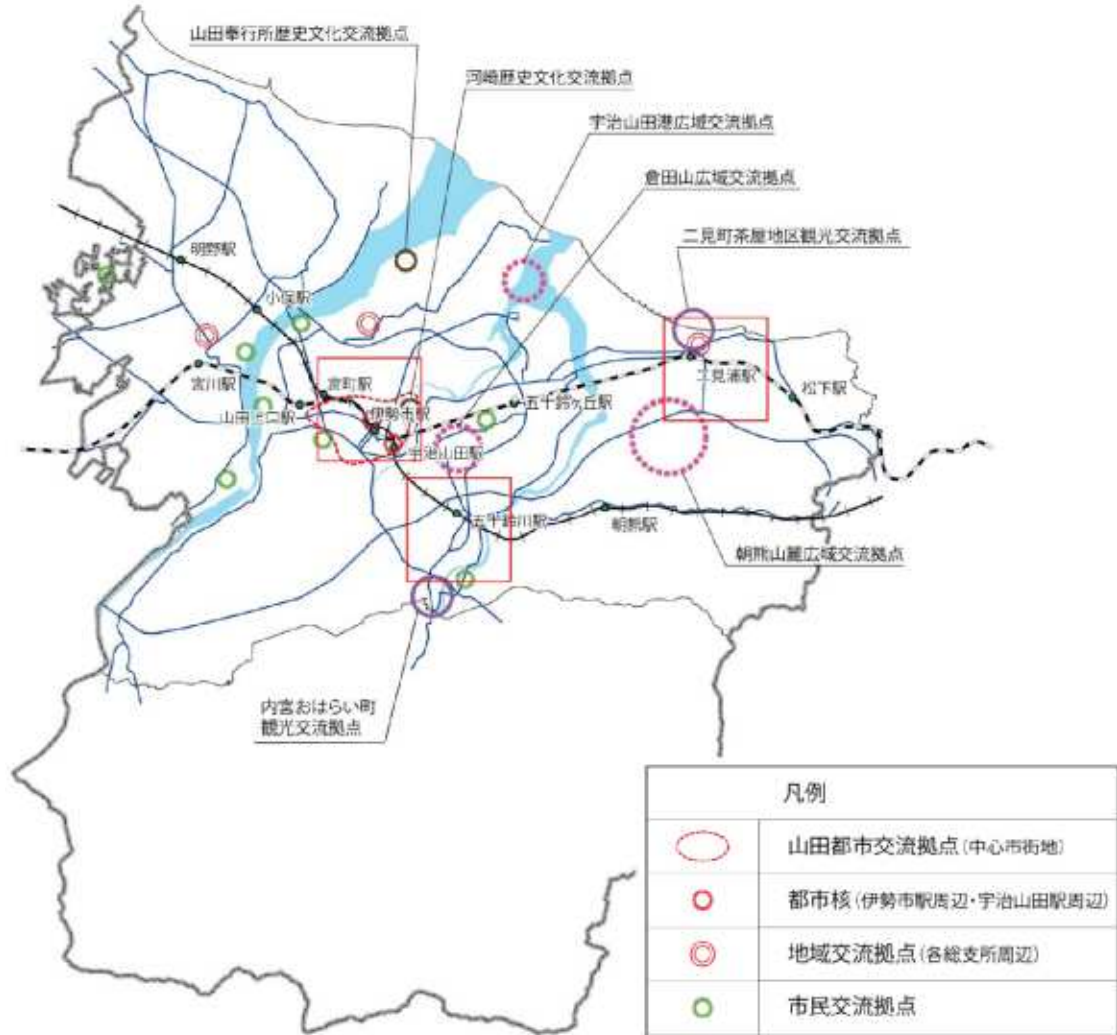 山田奉行所歴史文化交流拠点
河崎歴史文化交流拠点
宇治山田港広域交流拠点
倉田山広域交流拠点
二見町茶屋地区観光交流拠点
明野駅
小俣駅
宮川駅
宮町駅
山田上口駅
伊勢市駅
宇治山田駅
五十鈴ヶ丘駅
二見浦駅
松下駅
五十鈴川駅
朝熊駅
朝熊山麓広域交流拠点
内宮おはらい町
観光交流拠点
凡例
山田都市交流拠点(中心市街地)
都市核(伊勢市駅周辺・宇治山田駅周辺)
地域交流拠点(各総支所周辺)
市民交流拠点